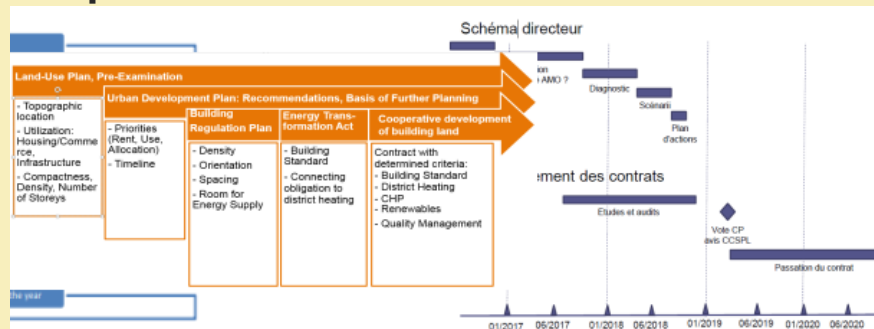 Schéma directeur
Land-Use Plan, Pre-Examination
- Topographic
location
- Utilization:
Housing/Comme
rce,
Infrastructure
- Compactness,
Density, Number
of Storeys
Urban Development Plan: Recommendations, Basis of Further Planning
- Priorities
(Rent, Use,
Allocation)
- Timeline
Building
Regulation Plan
- Density
- Orientation
- Spacing
- Room for
Energy Supply
Energy Trans-
formation Act
- Building
Standard
- Connecting
obligation to
district heating
Cooperative development
of building land
Contract with
determined criteria:
- Building Standard
- District Heating
- CHP
- Renewables
- Quality Management
AMO ?
Diagnostic
Scénarii
Plan
d'actions
ement des contrats
Etudes et audits
Vote CP
avis CCSPL
Passation du contrat
the year
01/2017 06/2017 01/2018 06/2018 01/2019 06/2019 01/2020 06/2020